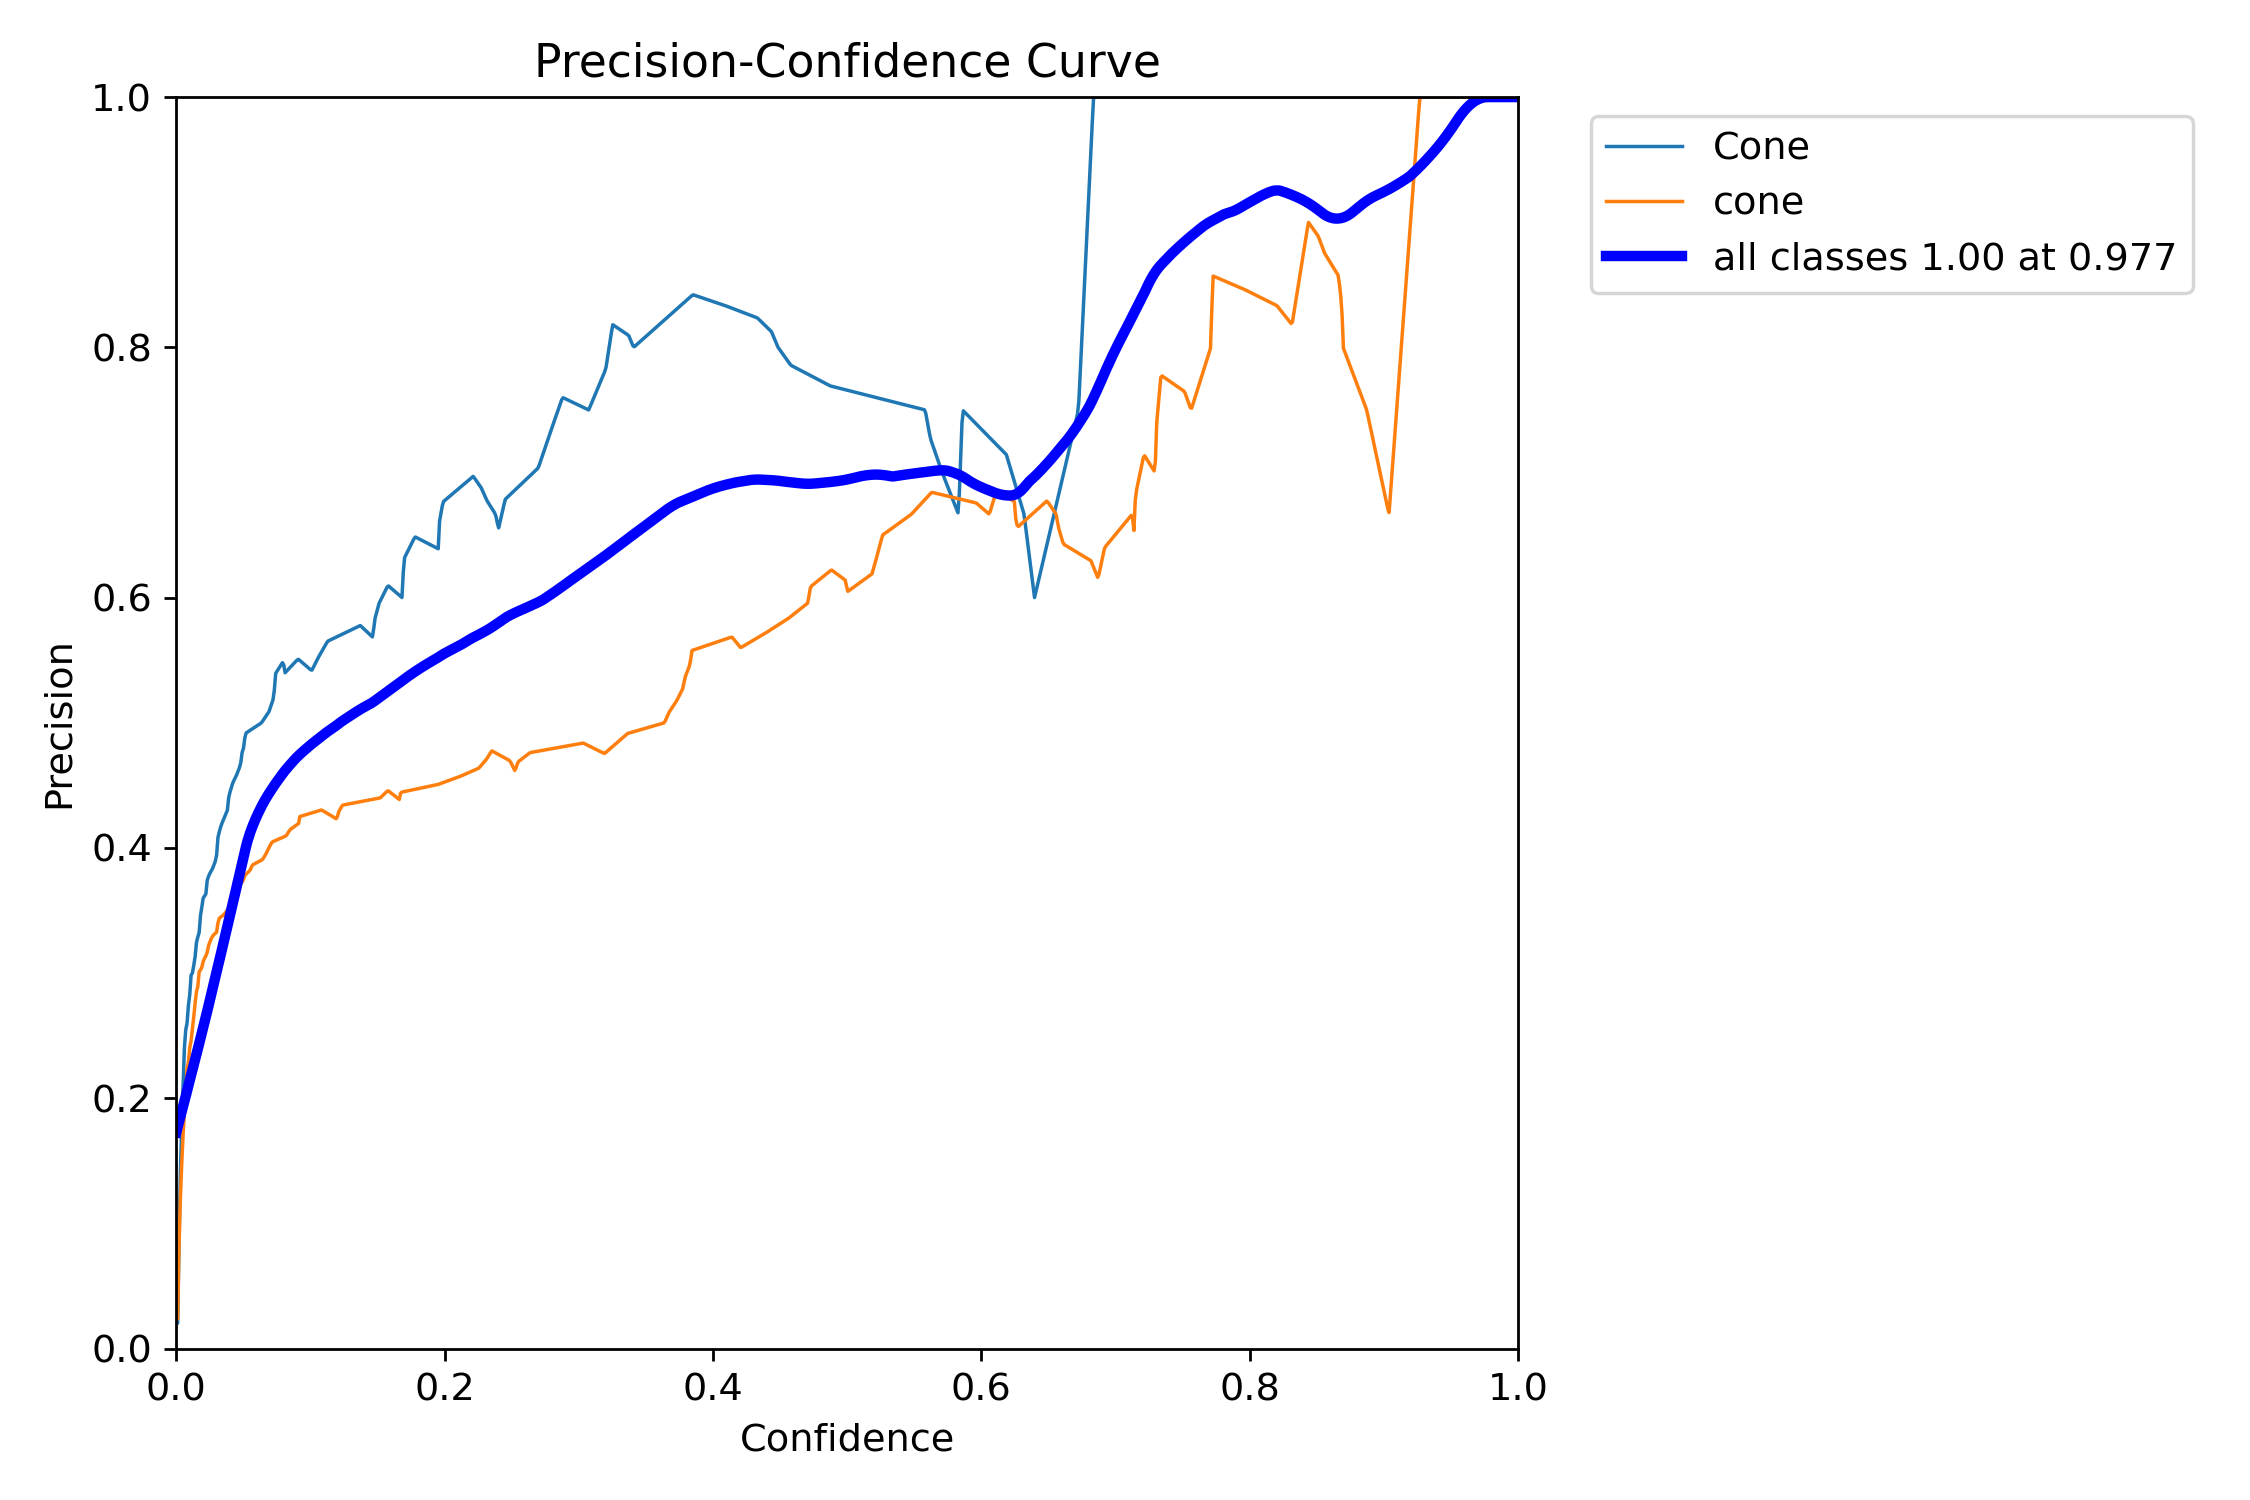 Precision-Confidence Curve
1.0
0.8
0.6
0.4
0.2
0.0
Precision
0.0 0.2 0.4 0.6 0.8 1.0
Confidence
Cone
cone
all classes 1.00 at 0.977